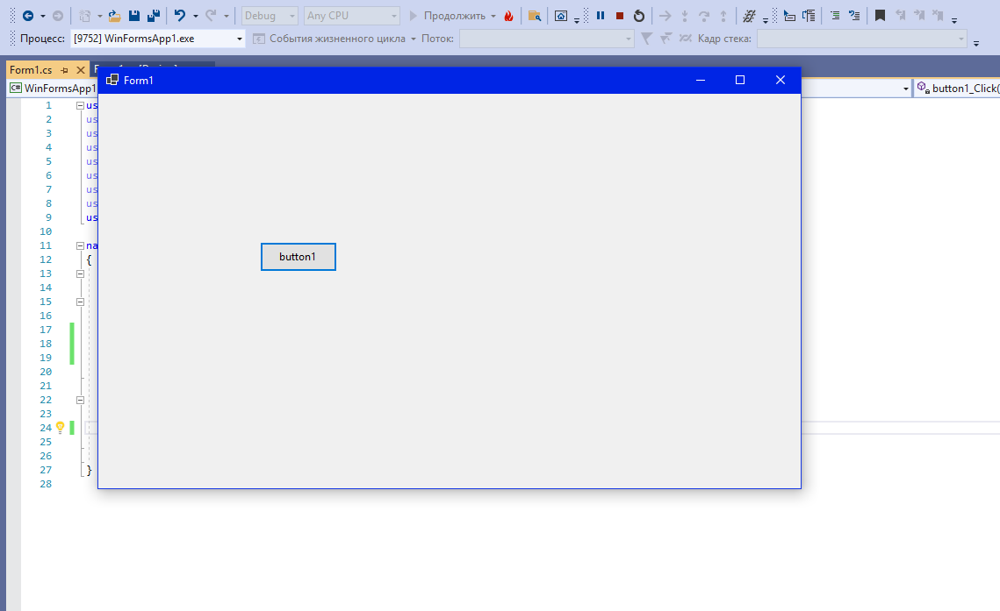 Debug Any CPU Продолжить
Процесс: [9752] WinFormsApp1.exe События жизненного цикла Поток: Кадр стека:
Form1.cs
Form1
C# WinFormsApp1
button1_Click(
1 us
2 us
3 us
4 us
5 us
6 us
7 us
8 us
9 us
10
11 na
12 {
13
14
15
16
17
18
19
20
21
22
23
24
25
26
27 }
28
button1